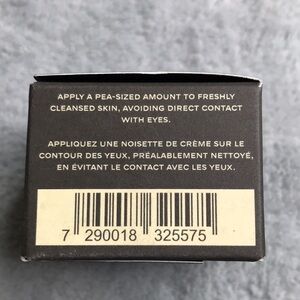 APPLY A PEA-SIZED AMOUNT TO FRESHLY
CLEANSED SKIN, AVOIDING DIRECT CONTACT
WITH EYES.
APPLIQUEZ UNE NOISETTE DE CRÈME SUR LE
CONTOUR DES YEUX, PRÉALABLEMENT NETTOYÉ,
EN ÉVITANT LE CONTACT AVEC LES YEUX.
7 290018 325575